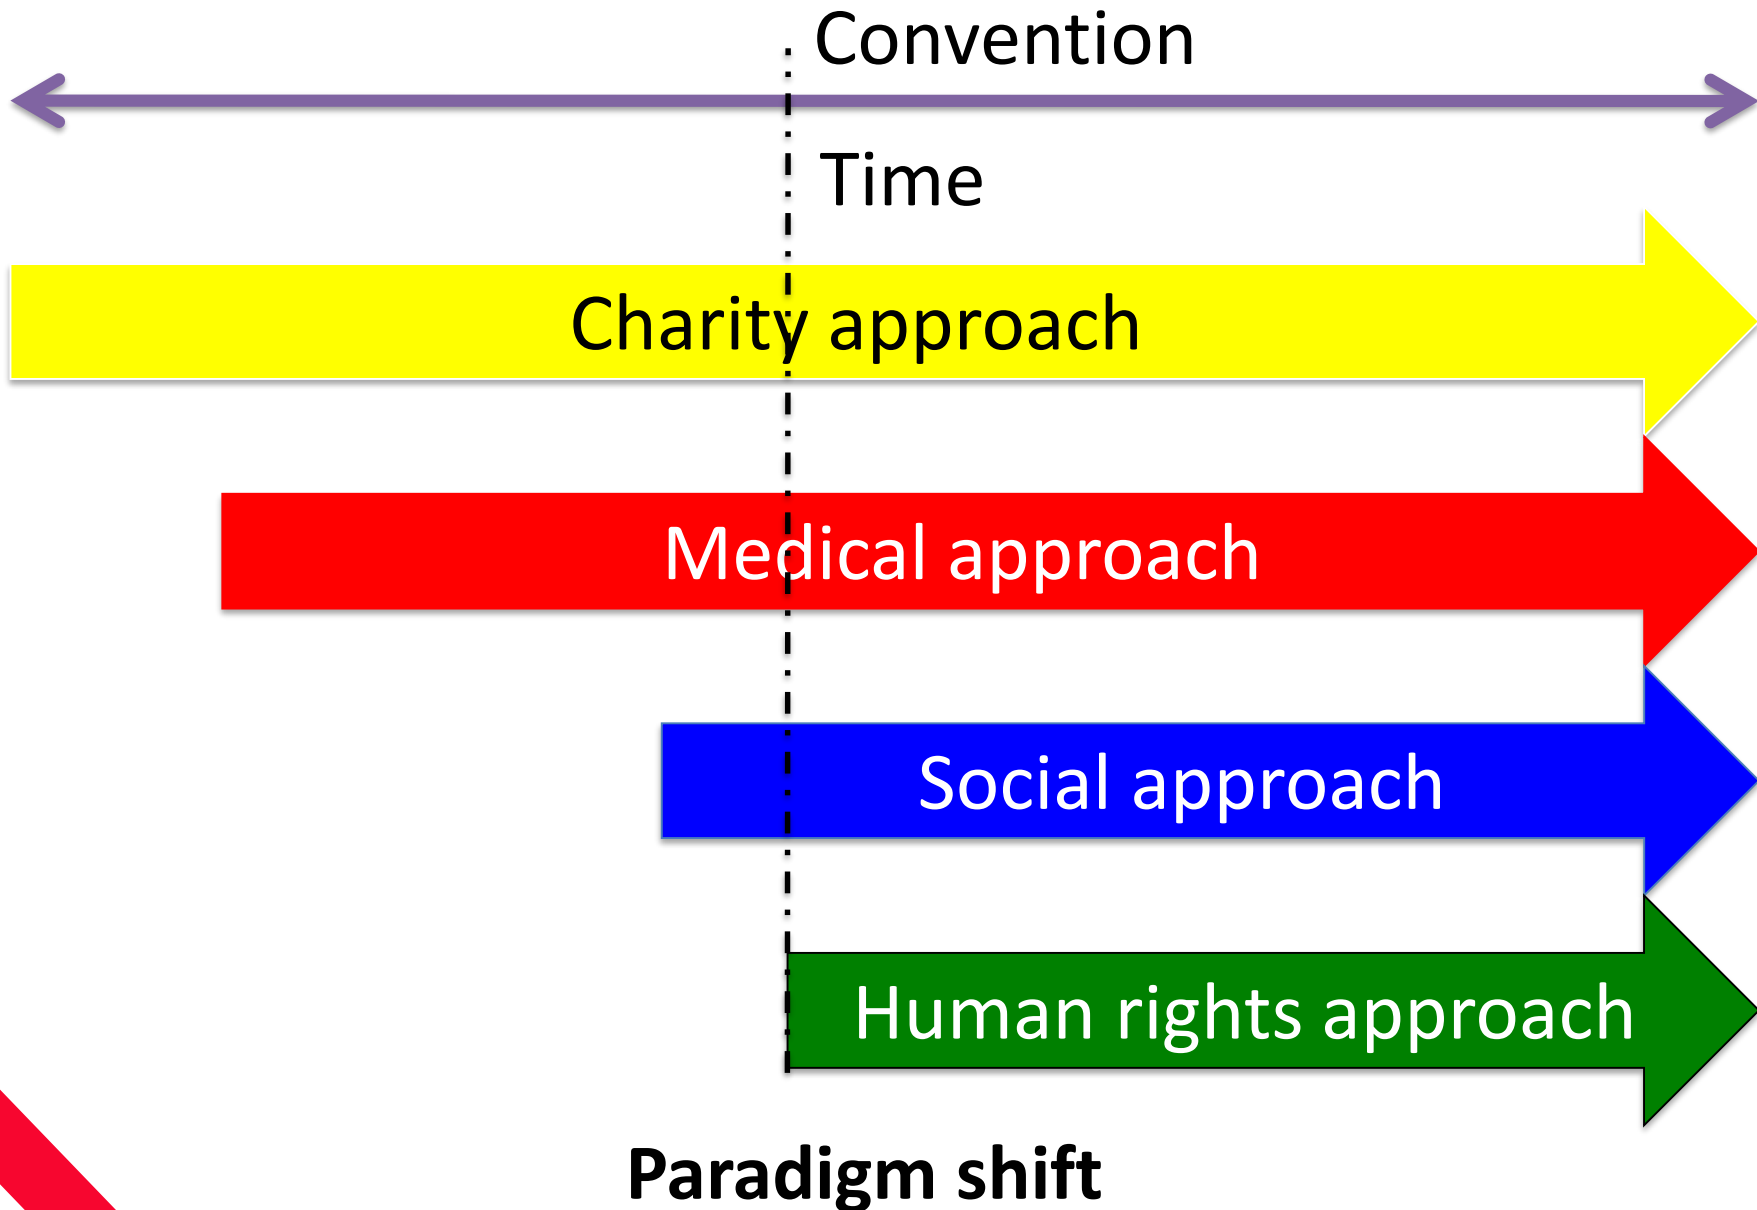 Convention
Time
Charity approach
Medical approach
Social approach
Human rights approach
Paradigm shift